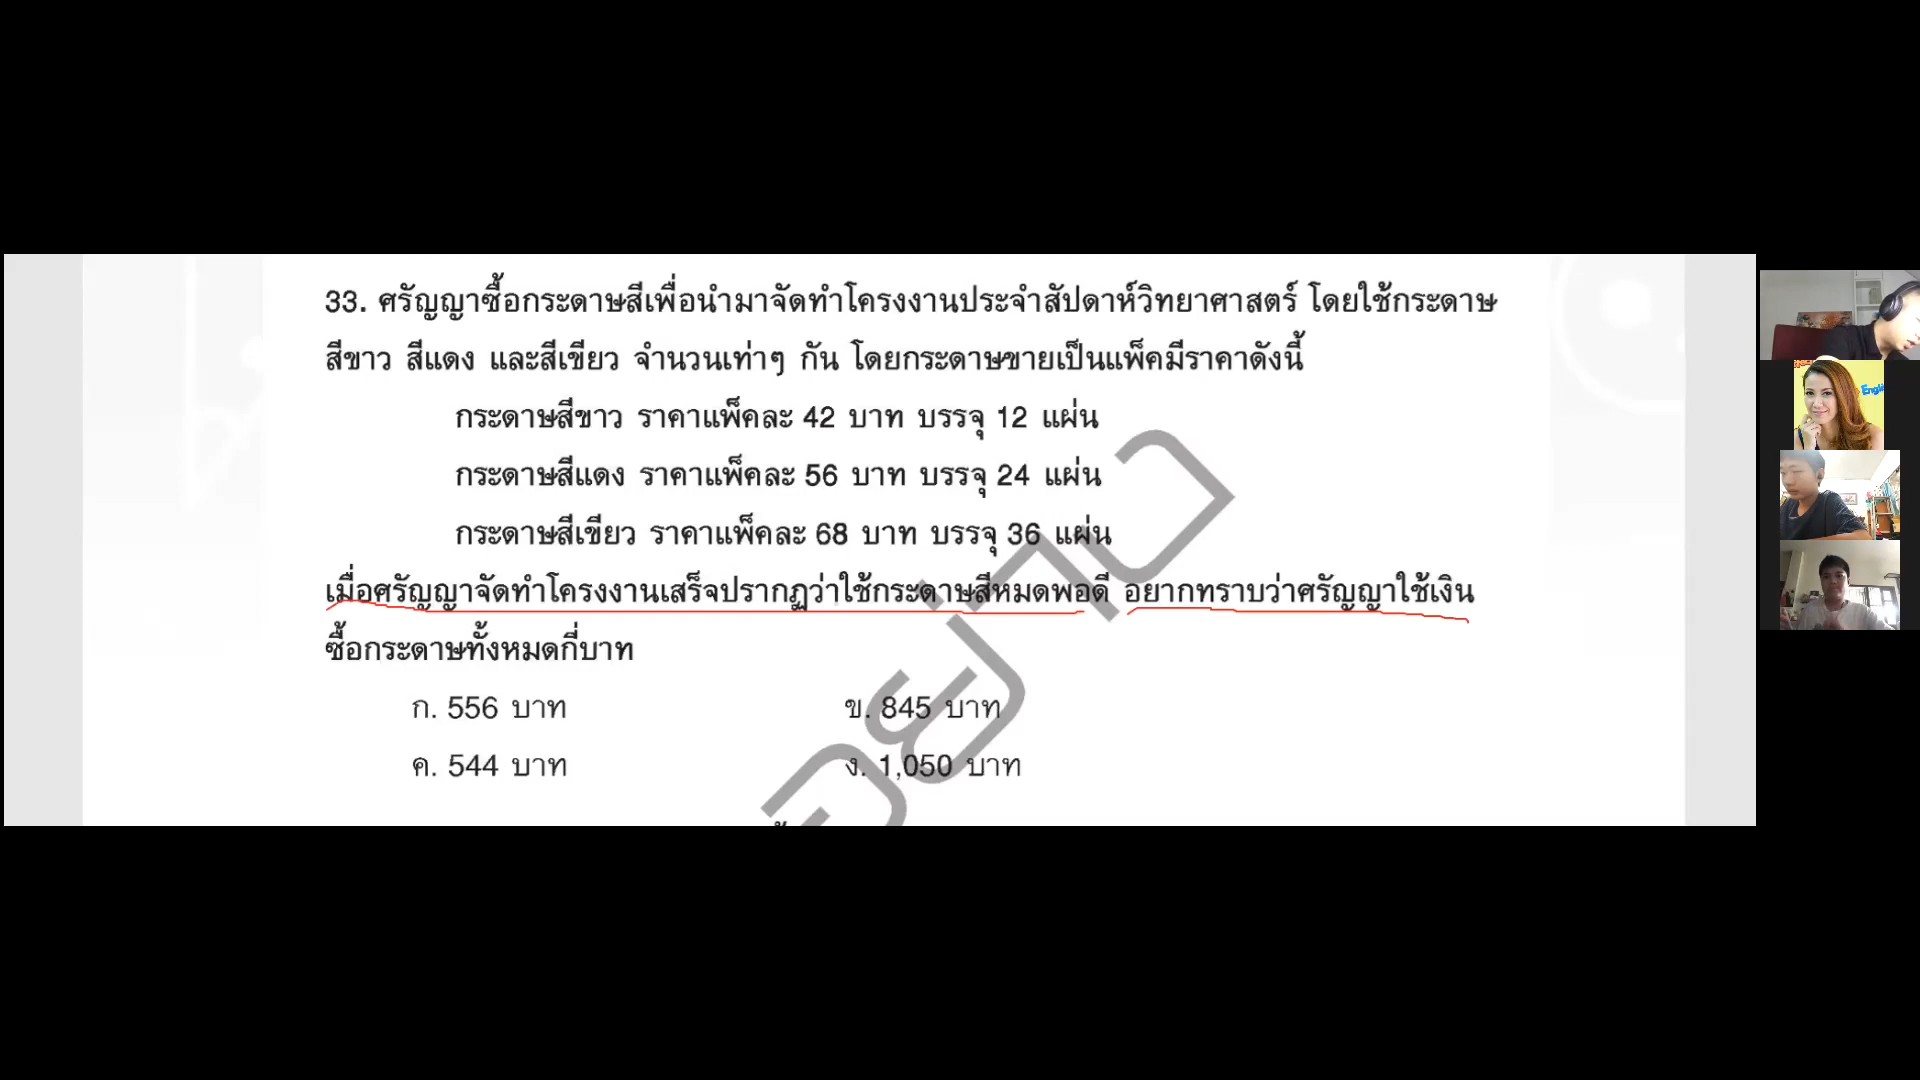 33. ศรัญญาซื้อกระดาษสีเพื่อนำมาจัดทำโครงงานประจำสัปดาห์วิทยาศาสตร์ โดยใช้กระดาษ
สีขาว สีแดง และสีเขียว จำนวนเท่าๆ กัน โดยกระดาษขายเป็นแพ็คมีราคาดังนี้
กระดาษสีขาว ราคาแพ็คละ 42 บาท บรรจุ 12 แผ่น
กระดาษสีแดง ราคาแพ็คละ 56 บาท บรรจุ 24 แผ่น
กระดาษสีเขียว ราคาแพ็คละ 68 บาท บรรจุ 36 แผ่น
เมื่อศรัญญาจัดทำโครงงานเสร็จปรากฏว่าใช้กระดาษสีหมดพอดี อยากทราบว่าศรัญญาใช้เงิน
ซื้อกระดาษทั้งหมดกี่บาท
ก. 556 บาท ข. 845 บาท
ค. 544 บาท ง. 1,050 บาท